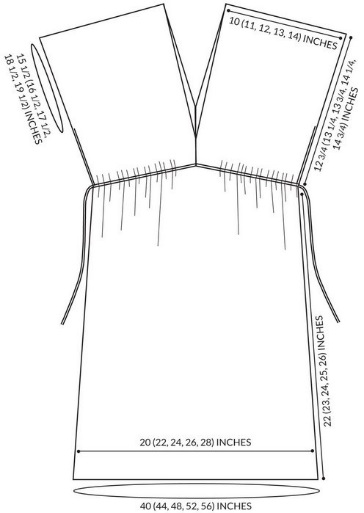 10 (11, 12, 13, 14) INCHES
15 1/2 (16 1/2, 17 1/2,
18 1/2, 19 1/2) INCHES
12 3/4 (13 1/4, 13 3/4, 14 1/4,
14 3/4) INCHES
22 (23, 24, 25, 26) INCHES
20 (22, 24, 26, 28) INCHES
40 (44, 48, 52, 56) INCHES